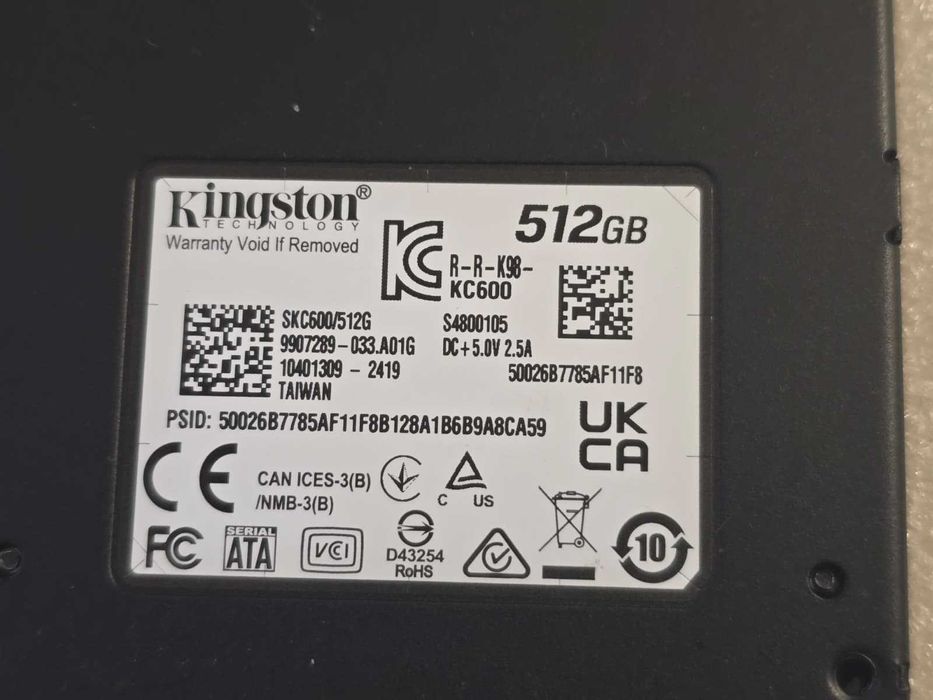 Kingston®
TECHNOLOGY
Warranty Void If Removed
512GB
R-R-K98-
KC600
SKC600/512G
9907289-033.A01G
10401309 - 2419
TAIWAN
S4800105
DC+5.0V 2.5A
50026B7785AF11F8
PSID: 50026B7785AF11F8B128A1B6B9A8CA59
UK
CA
CE
CAN ICES-3(B)
/NMB-3(B)
C US
FC
SERIAL
ATA
VCI
D43254
RoHS
10